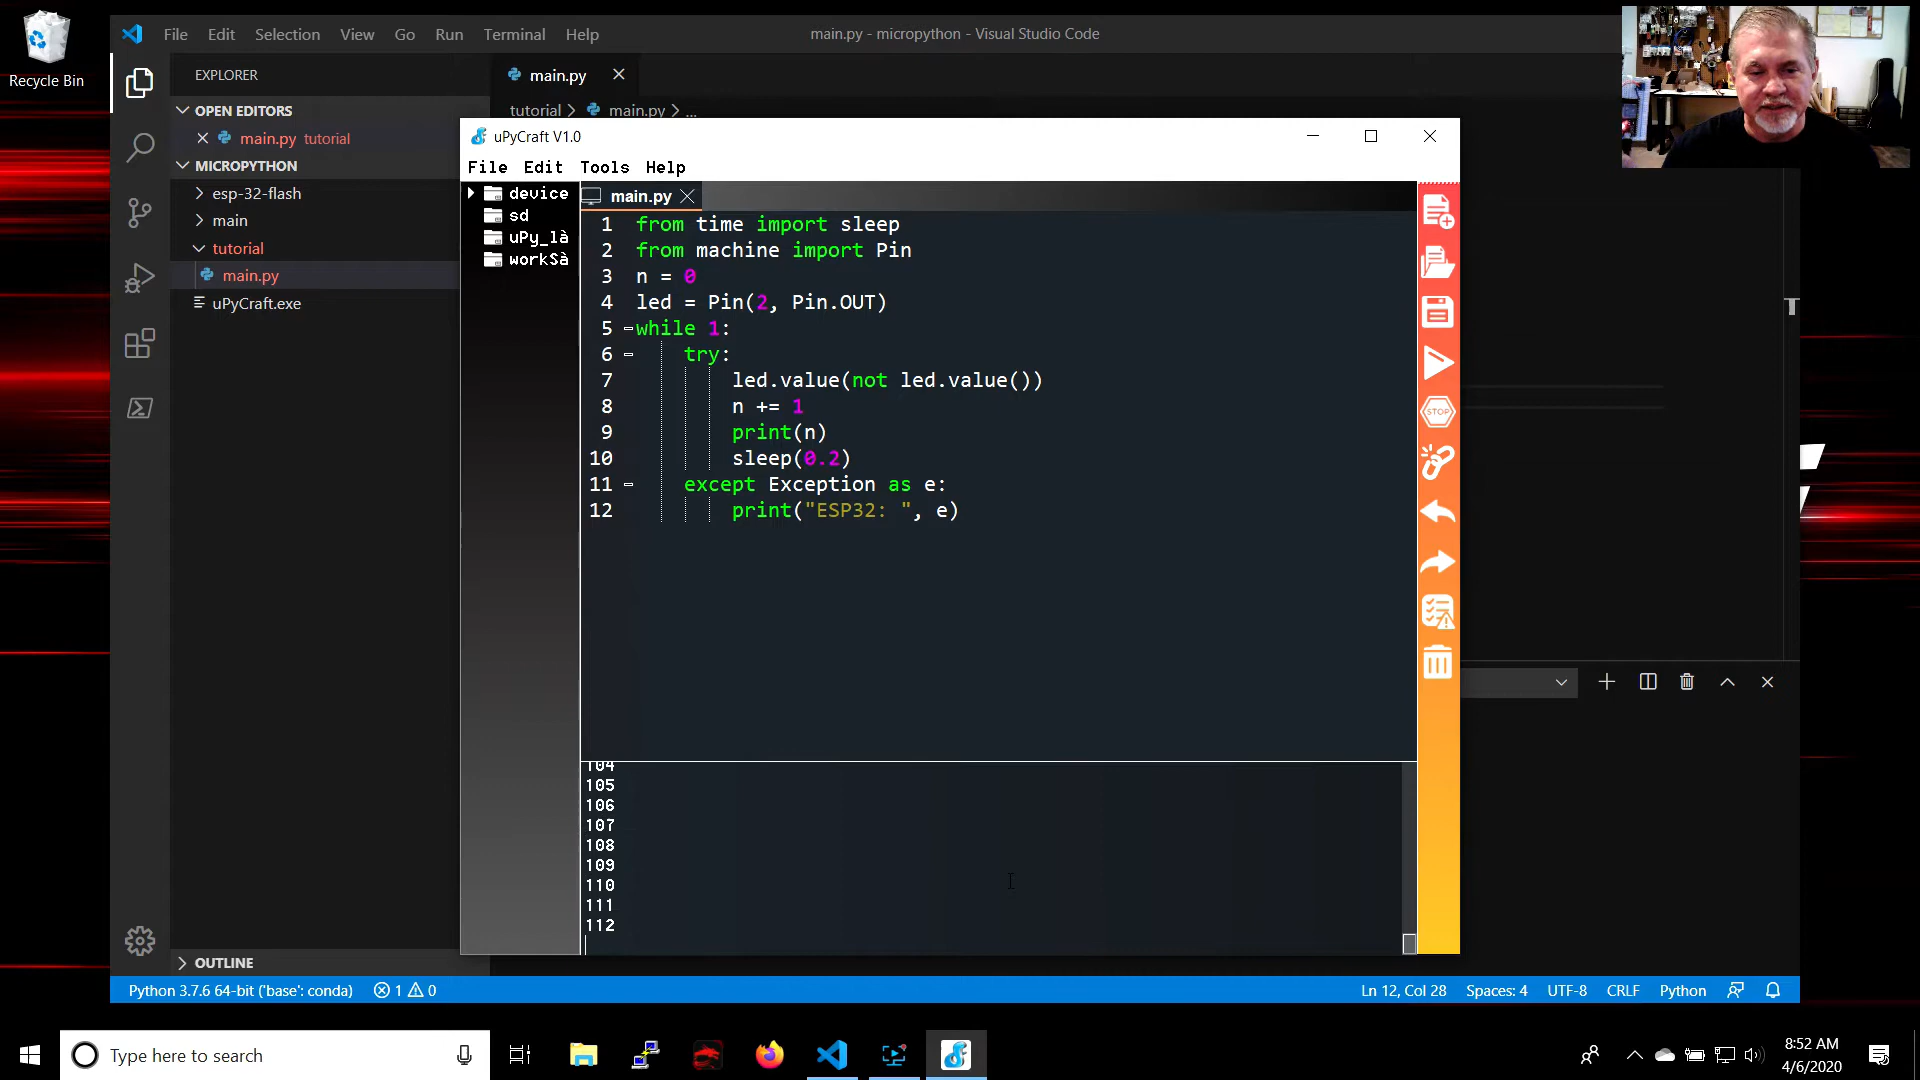 Recycle Bin
File Edit Selection View Go Run Terminal Help
main.py - micropython - Visual Studio Code
EXPLORER
OPEN EDITORS
main.py tutorial
MICROPYTHON
esp-32-flash
main
tutorial
main.py
uPyCraft.exe
OUTLINE
main.py
tutorial > main.py > ...
uPyCraft V1.0
File Edit Tools Help
device
sd
uPy_là
workSà
main.py
1 from time import sleep
2 from machine import Pin
3 n = 0
4 led = Pin(2, Pin.OUT)
5 while 1:
6 try:
7 led.value(not led.value())
8 n += 1
9 print(n)
10 sleep(0.2)
11 except Exception as e:
12 print("ESP32: ", e)
STOP
104
105
106
107
108
109
110
111
112
Python 3.7.6 64-bit ('base': conda) 1 0
Ln 12, Col 28 Spaces: 4 UTF-8 CRLF Python
Type here to search
8:52 AM
4/6/2020